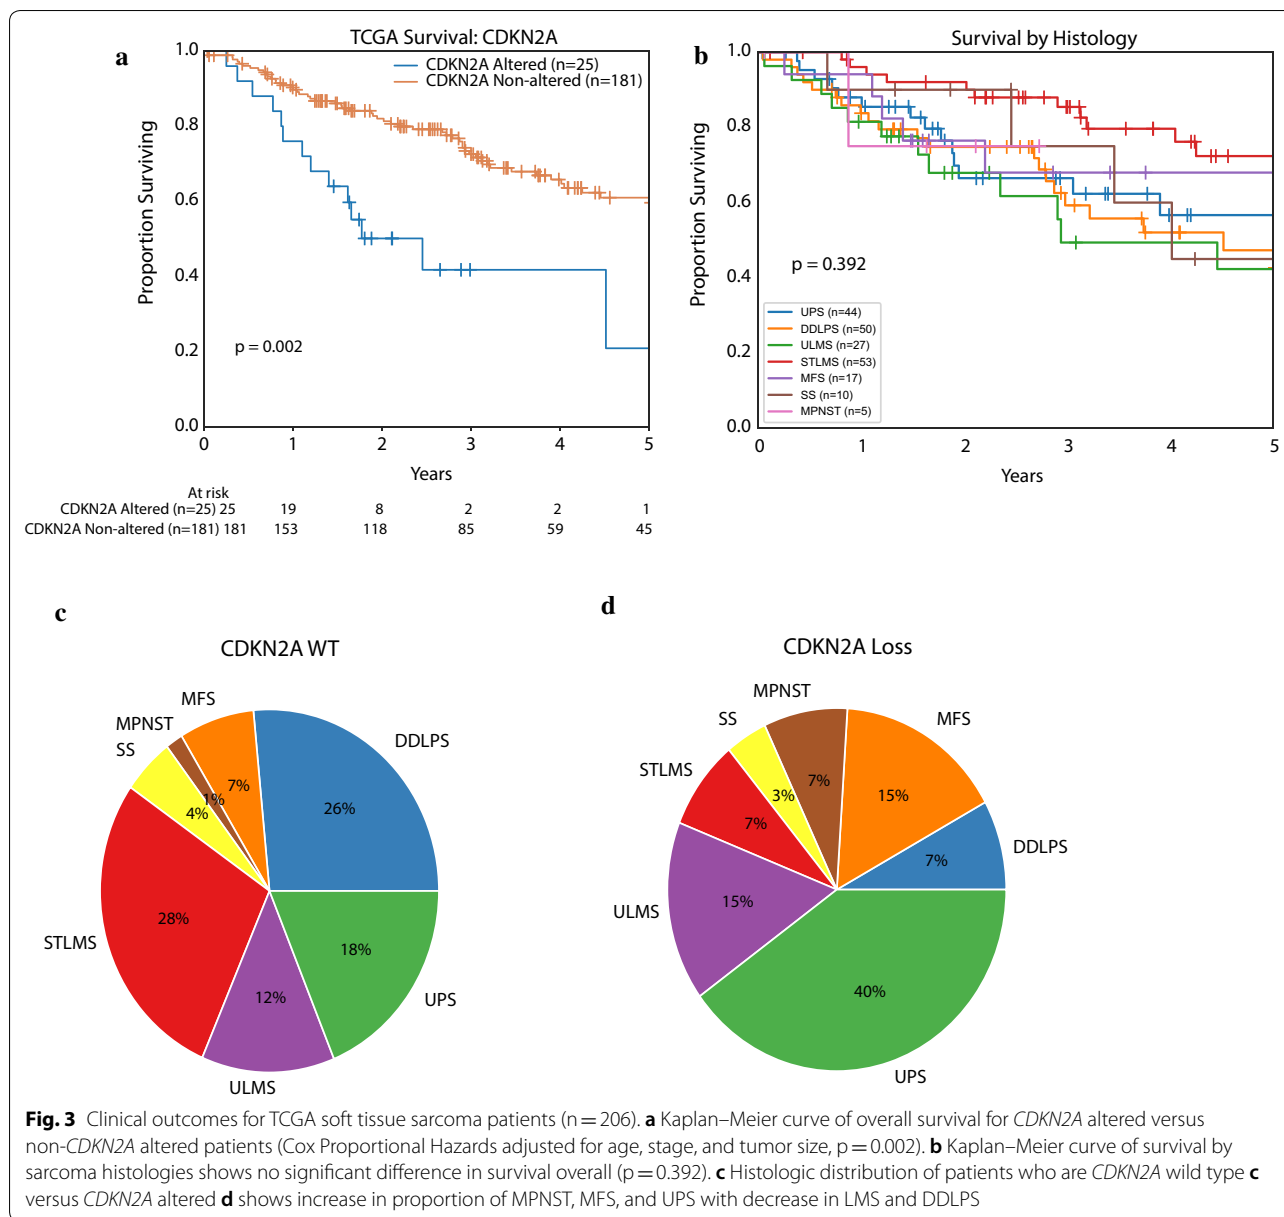 a
TCGA Survival: CDKN2A
CDKN2A Altered (n=25)
CDKN2A Non-altered (n=181)
1.0
0.8
0.6
0.4
0.2
0.0
Proportion Surviving
p = 0.002
0 1 2 3 4 5
Years
At risk
CDKN2A Altered (n=25) 25 19 8 2 2 1
CDKN2A Non-altered (n=181) 181 153 118 85 59 45
b
Survival by Histology
1.0
0.8
0.6
0.4
0.2
0.0
Proportion Surviving
p = 0.392
UPS (n=44)
DDLPS (n=50)
ULMS (n=27)
STLMS (n=53)
MFS (n=17)
SS (n=10)
MPNST (n=5)
0 1 2 3 4 5
Years
c
CDKN2A WT
MFS
MPNST
SS
DDLPS
7%
1%
4%
26%
STLMS
28%
18%
12%
UPS
ULMS
d
CDKN2A Loss
MPNST
SS
MFS
STLMS
7%
3%
15%
7%
DDLPS
7%
ULMS
15%
40%
UPS
Fig. 3 Clinical outcomes for TCGA soft tissue sarcoma patients (n = 206). a Kaplan–Meier curve of overall survival for CDKN2A altered versus
non-CDKN2A altered patients (Cox Proportional Hazards adjusted for age, stage, and tumor size, p = 0.002). b Kaplan–Meier curve of survival by
sarcoma histologies shows no significant difference in survival overall (p = 0.392). c Histologic distribution of patients who are CDKN2A wild type c
versus CDKN2A altered d shows increase in proportion of MPNST, MFS, and UPS with decrease in LMS and DDLPS